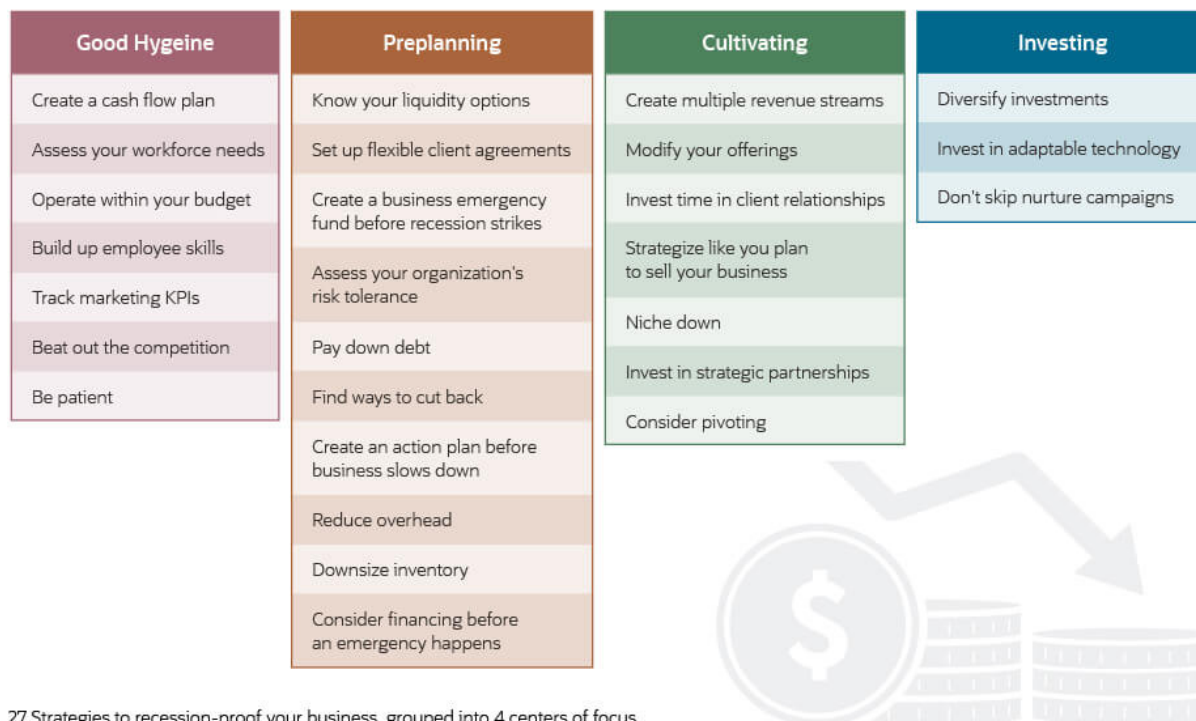 Good Hygeine
Create a cash flow plan
Assess your workforce needs
Operate within your budget
Build up employee skills
Track marketing KPIs
Beat out the competition
Be patient
Preplanning
Know your liquidity options
Set up flexible client agreements
Create a business emergency
fund before recession strikes
Assess your organization's
risk tolerance
Pay down debt
Find ways to cut back
Create an action plan before
business slows down
Reduce overhead
Downsize inventory
Consider financing before
an emergency happens
Cultivating
Create multiple revenue streams
Modify your offerings
Invest time in client relationships
Strategize like you plan
to sell your business
Niche down
Invest in strategic partnerships
Consider pivoting
Investing
Diversify investments
Invest in adaptable technology
Don't skip nurture campaigns
$
27 Strategies to recession-proof your business, grouped into 4 centers of focus